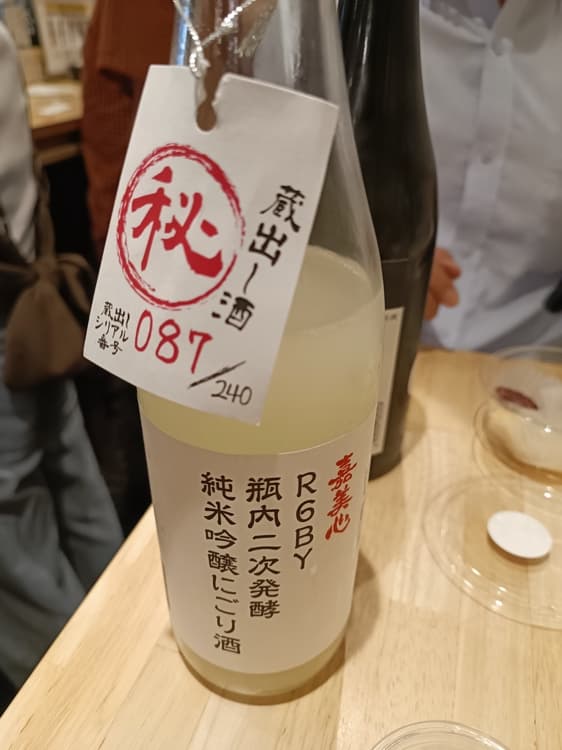 秘
蔵出し酒
蔵出し
シリアル
番号
087/240
嘉美心
R6BY
瓶内二次発酵
純米吟醸にごり酒